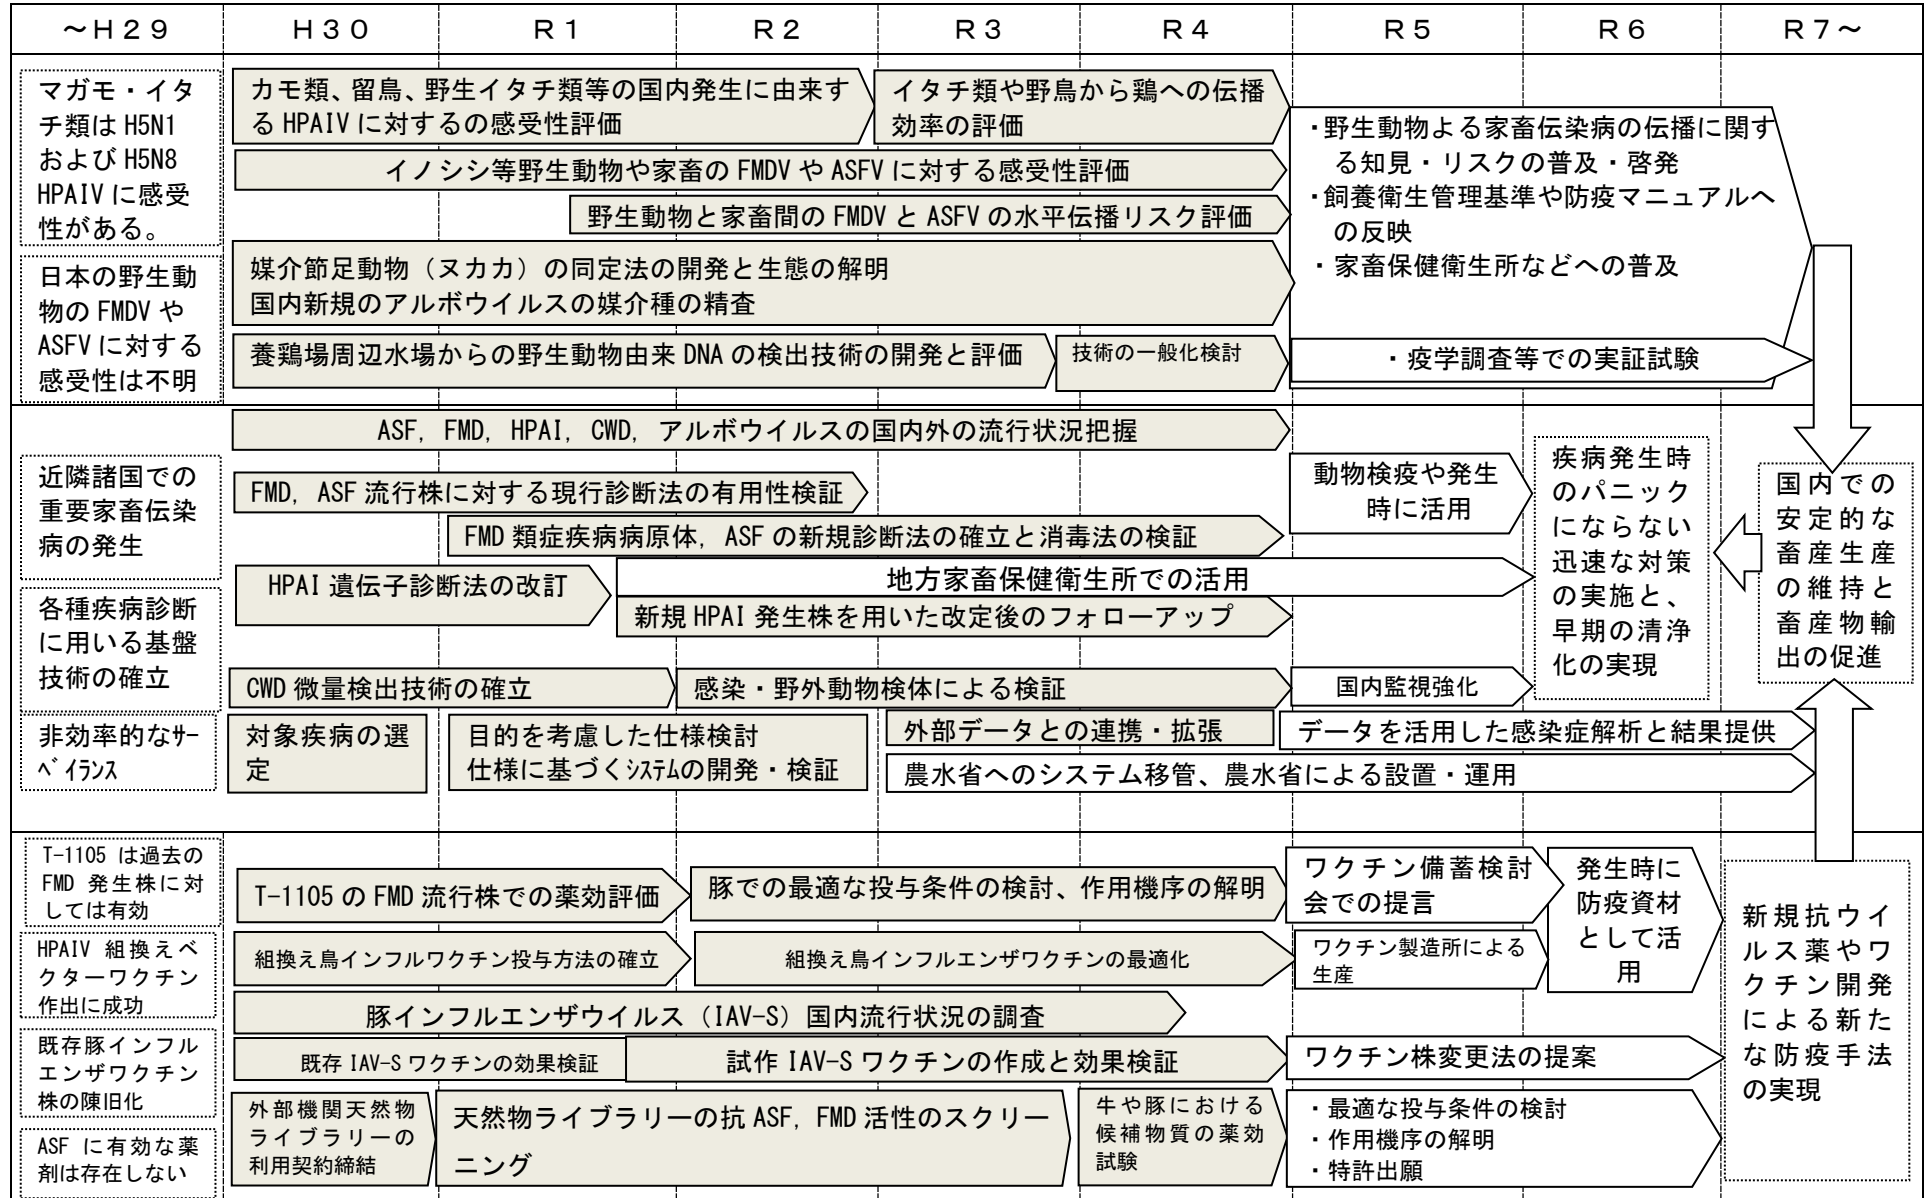 ～Ｈ２９
Ｈ３０
Ｒ１
Ｒ２
Ｒ３
Ｒ４
Ｒ５
Ｒ６
Ｒ７～
マガモ・イタ
チ類は H5N1
および H5N8
HPAIV に感受
性がある。
日本の野生動
物の FMDV や
ASFV に対する
感受性は不明
カモ類、留鳥、野生イタチ類等の国内発生に由来す
る HPAIV に対するの感受性評価
イタチ類や野鳥から鶏への伝播
効率の評価
イノシシ等野生動物や家畜の FMDV や ASFV に対する感受性評価
野生動物と家畜間の FMDV と ASFV の水平伝播リスク評価
媒介節足動物（ヌカカ）の同定法の開発と生態の解明
国内新規のアルボウイルスの媒介種の精査
養鶏場周辺水場からの野生動物由来 DNA の検出技術の開発と評価
技術の一般化検討
・野生動物よる家畜伝染病の伝播に関す
る知見・リスクの普及・啓発
・飼養衛生管理基準や防疫マニュアルへ
の反映
・家畜保健衛生所などへの普及
・疫学調査等での実証試験
近隣諸国での
重要家畜伝染
病の発生
各種疾病診断
に用いる基盤
技術の確立
非効率的なｻｰ
ﾍﾞｲﾗﾝｽ
ASF, FMD, HPAI, CWD, アルボウイルスの国内外の流行状況把握
FMD, ASF 流行株に対する現行診断法の有用性検証
FMD 類症疾病病原体, ASF の新規診断法の確立と消毒法の検証
動物検疫や発生
時に活用
HPAI 遺伝子診断法の改訂
地方家畜保健衛生所での活用
新規 HPAI 発生株を用いた改定後のフォローアップ
CWD 微量検出技術の確立
感染・野外動物検体による検証
国内監視強化
疾病発生時
のパニック
にならない
迅速な対策
の実施と、
早期の清浄
化の実現
国内での
安定的な
畜産生産
の維持と
畜産物輸
出の促進
対象疾病の選
定
目的を考慮した仕様検討
仕様に基づくｼｽﾃﾑの開発・検証
外部データとの連携・拡張
データを活用した感染症解析と結果提供
農水省へのシステム移管、農水省による設置・運用
T-1105 は過去の
FMD 発生株に対
しては有効
HPAIV 組換えベ
クターワクチン
作出に成功
既存豚インフル
エンザワクチン
株の陳旧化
ASF に有効な薬
剤は存在しない
T-1105 の FMD 流行株での薬効評価
豚での最適な投与条件の検討、作用機序の解明
ワクチン備蓄検討
会での提言
発生時に
防疫資材
として活
用
組換え鳥インフルワクチン投与方法の確立
組換え鳥インフルエンザワクチンの最適化
ワクチン製造所による
生産
豚インフルエンザウイルス（IAV-S）国内流行状況の調査
既存 IAV-S ワクチンの効果検証
試作 IAV-S ワクチンの作成と効果検証
ワクチン株変更法の提案
外部機関天然物
ライブラリーの
利用契約締結
天然物ライブラリーの抗 ASF, FMD 活性のスクリー
ニング
牛や豚における
候補物質の薬効
試験
・最適な投与条件の検討
・作用機序の解明
・特許出願
新規抗ウイ
ルス薬やワ
クチン開発
による新た
な防疫手法
の実現